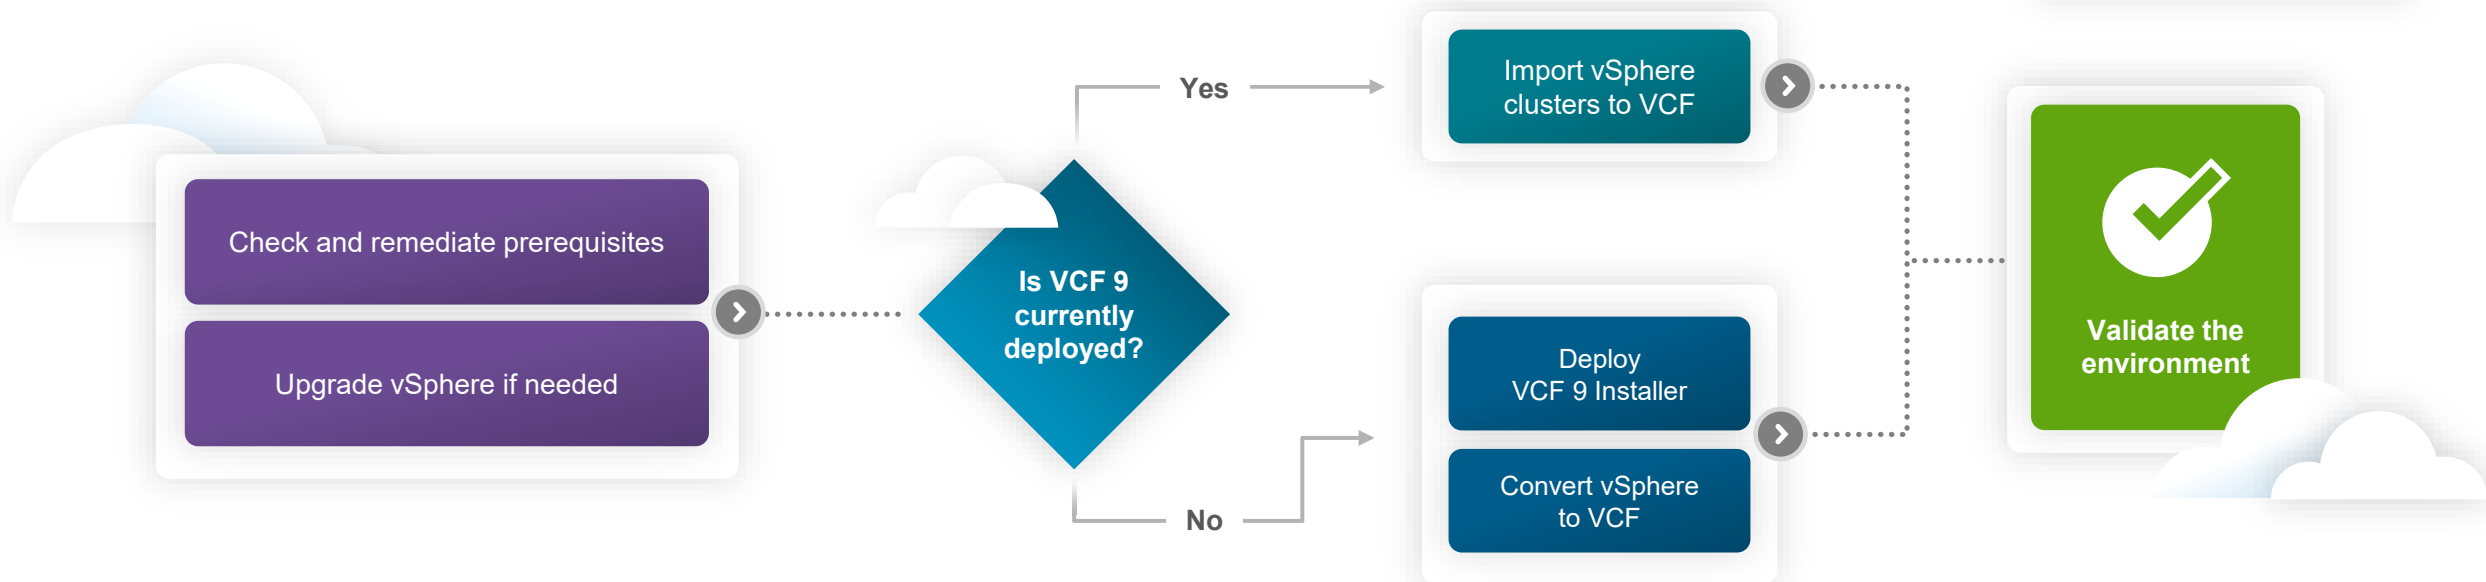 Check and remediate prerequisites
Upgrade vSphere if needed
Is VCF 9
currently
deployed?
Yes
Import vSphere
clusters to VCF
No
Deploy
VCF 9 Installer
Convert vSphere
to VCF
Validate the
environment